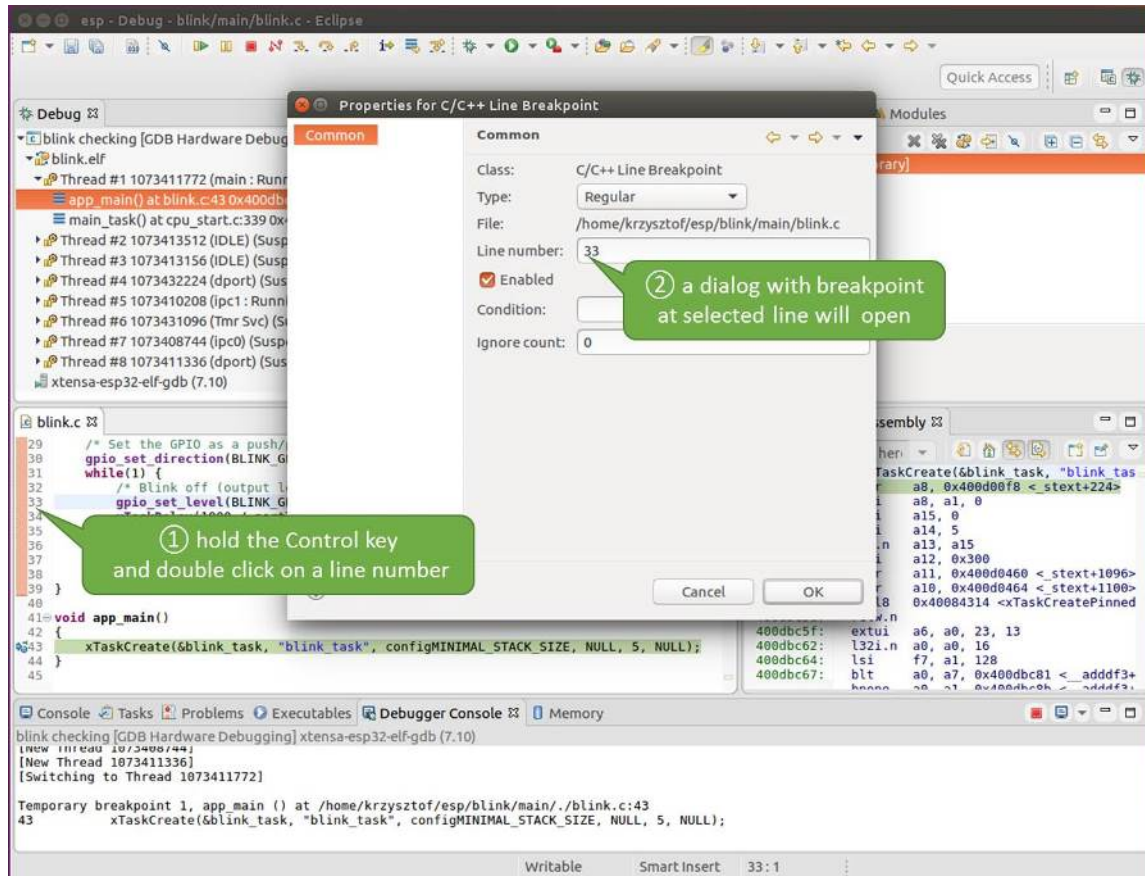 esp - Debug - blink/main/blink.c - Eclipse
Quick Access
Debug
blink checking [GDB Hardware Debug
blink.elf
Thread #1 1073411772 (main : Runn
app_main() at blink.c:43 0x400db
main_task() at cpu_start.c:339 0x4
Thread #2 1073413512 (IDLE) (Susp
Thread #3 1073413156 (IDLE) (Susp
Thread #4 1073432224 (dport) (Sus
Thread #5 1073410208 (ipc1 : Runni
Thread #6 1073431096 (Tmr Svc) (S
Thread #7 1073408744 (ipc0) (Susp
Thread #8 1073411336 (dport) (Sus
xtensa-esp32-elf-gdb (7.10)
Modules
rary]
Properties for C/C++ Line Breakpoint
Common
Common
Class: C/C++ Line Breakpoint
Type: Regular
File: /home/krzysztof/esp/blink/main/blink.c
Line number: 33
Enabled
Condition:
Ignore count: 0
Cancel OK
② a dialog with breakpoint
at selected line will open
blink.c
29 /* Set the GPIO as a push/
30 gpio_set_direction(BLINK_G
31 while(1) {
32 /* Blink off (output l
33 gpio_set_level(BLINK_G
34
35
36
37
38
39 }
40
41 void app_main()
42 {
43 xTaskCreate(&blink_task, "blink_task", configMINIMAL_STACK_SIZE, NULL, 5, NULL);
44 }
45
① hold the Control key
and double click on a line number
ssembly
her
TaskCreate(&blink_task, "blink_tas
r a8, 0x400d00f8 <_stext+224>
i a8, a1, 0
i a15, 0
i a14, 5
.n a13, a15
i a12, 0x300
r a11, 0x400d0460 <_stext+1096>
r a10, 0x400d0464 <_stext+1100>
l8 0x40084314 <xTaskCreatePinned
400dbc5f: extui a6, a0, 23, 13
400dbc62: l32i.n a0, a0, 16
400dbc64: lsi f7, a1, 128
400dbc67: blt a0, a7, 0x400dbc81 <__adddf3+
Console Tasks Problems Executables Debugger Console Memory
blink checking [GDB Hardware Debugging] xtensa-esp32-elf-gdb (7.10)
[New Thread 1073408744]
[New Thread 1073411336]
[Switching to Thread 1073411772]
Temporary breakpoint 1, app_main () at /home/krzysztof/esp/blink/main/./blink.c:43
43 xTaskCreate(&blink_task, "blink_task", configMINIMAL_STACK_SIZE, NULL, 5, NULL);
Writable Smart Insert 33 : 1